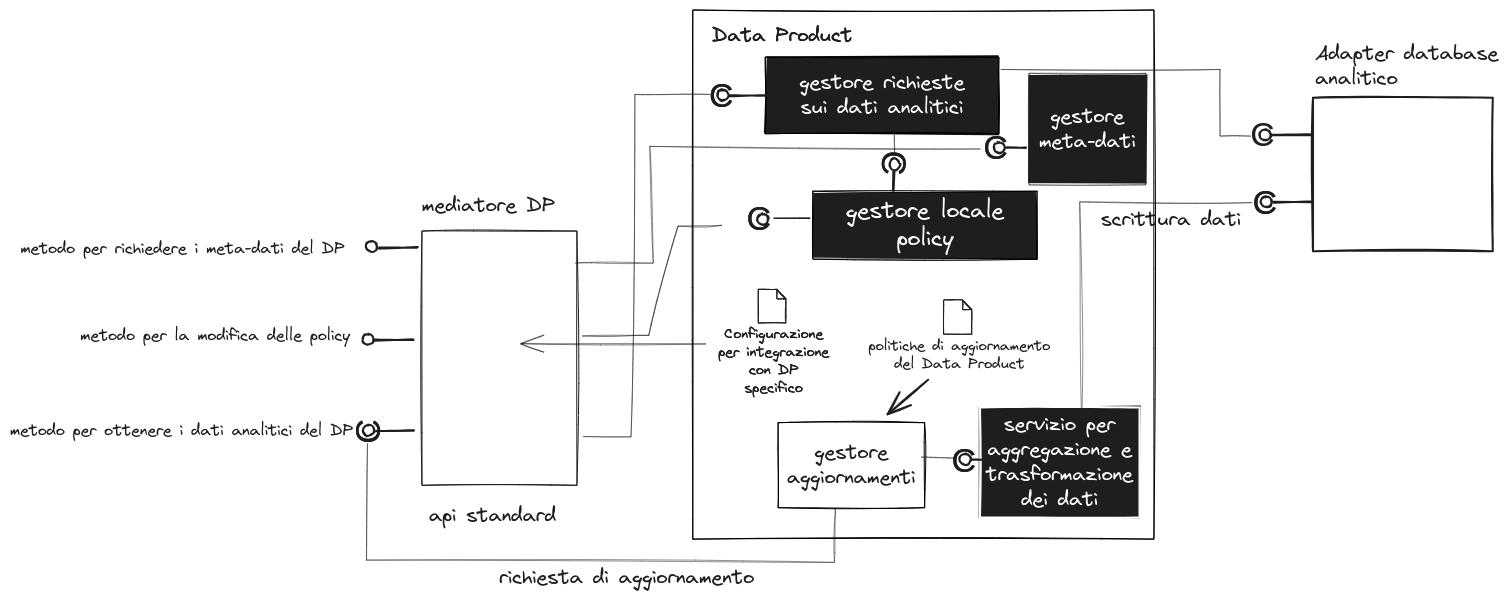 Data Product
Adapter database
analitico
gestore richieste
sui dati analitici
gestore
meta-dati
mediatore DP
gestore locale
policy
scrittura dati
metodo per richiedere i meta-dati del DP
metodo per la modifica delle policy
Configurazione
per integrazione
con DP
specifico
politiche di aggiornamento
del Data Product
metodo per ottenere i dati analitici del DP
gestore
aggiornamenti
servizio per
aggregazione e
trasformazione
dei dati
api standard
richiesta di aggiornamento